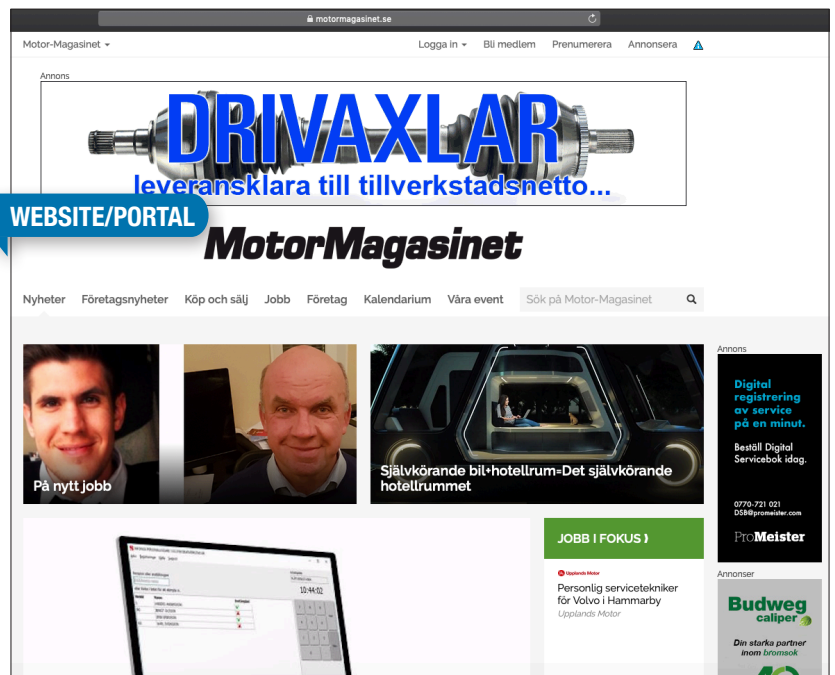 motormagasinet.se
Motor-Magasinet
Logga in
Bli medlem
Prenumerera
Annonsera
Annons
DRIVAXLAR
leveransklara till tillverkstadsnetto...
WEBSITE/PORTAL
MotorMagasinet
Nyheter
Företagsnyheter
Köp och sälj
Jobb
Företag
Kalendarium
Våra event
Sök på Motor-Magasinet
På nytt jobb
Självkörande bil+hotellrum=Det självkörande
hotellrummet
Annons
Digital
registrering
av service
på en minut.
Beställ Digital
Servicebok idag.
0770-721 021
DSB@promeister.com
ProMeister
10:44:02
JOBB I FOKUS
Upplands Motor
Personlig servicetekniker
för Volvo i Hammarby
Upplands Motor
Annonser
Budweg
caliper
Din starka partner
inom bromsok